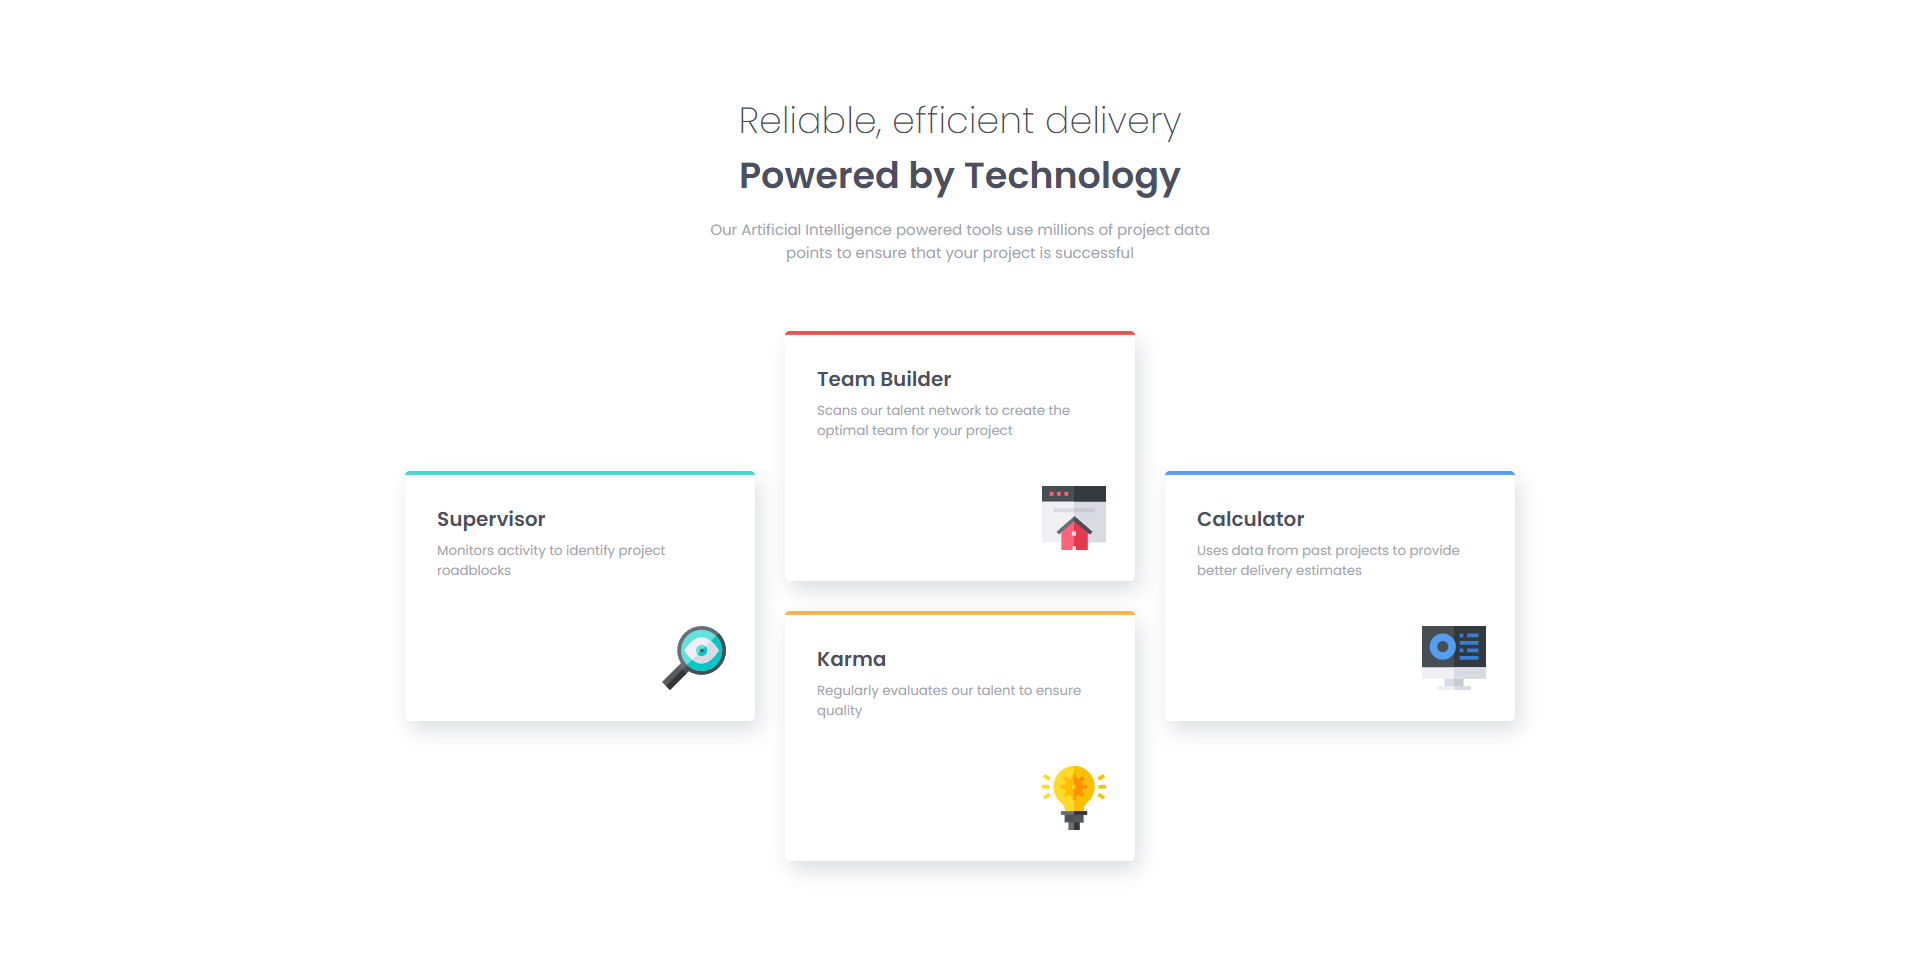 Reliable, efficient delivery
Powered by Technology
Our Artificial Intelligence powered tools use millions of project data
points to ensure that your project is successful
Supervisor
Monitors activity to identify project
roadblocks
Team Builder
Scans our talent network to create the
optimal team for your project
Karma
Regularly evaluates our talent to ensure
quality
Calculator
Uses data from past projects to provide
better delivery estimates